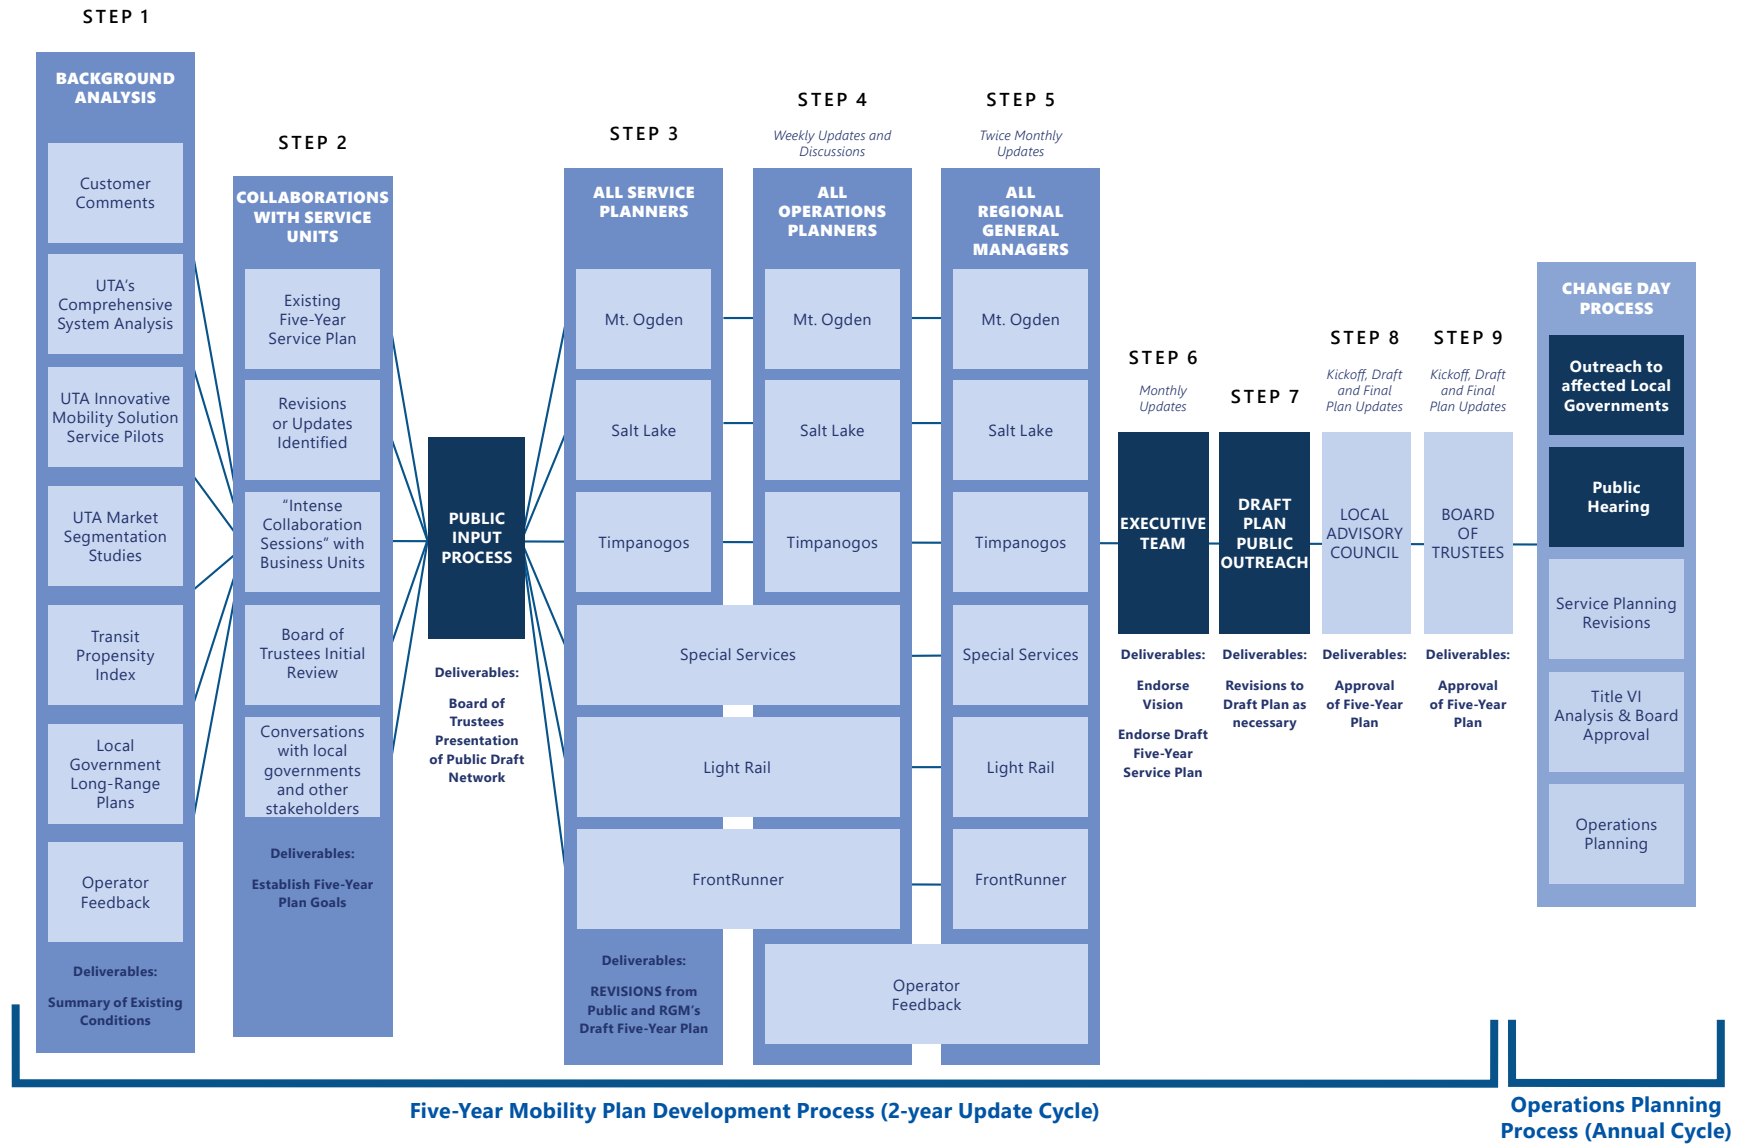 STEP 1
BACKGROUND
ANALYSIS
Customer
Comments
UTA’s
Comprehensive
System Analysis
UTA Innovative
Mobility Solution
Service Pilots
UTA Market
Segmentation
Studies
Transit
Propensity
Index
Local
Government
Long-Range
Plans
Operator
Feedback
Deliverables:
Summary of Existing
Conditions
STEP 2
COLLABORATIONS
WITH SERVICE
UNITS
Existing
Five-Year
Service Plan
Revisions
or Updates
Identified
“Intense
Collaboration
Sessions” with
Business Units
Board of
Trustees Initial
Review
Conversations
with local
governments
and other
stakeholders
Deliverables:
Establish Five-Year
Plan Goals
PUBLIC
INPUT
PROCESS
Deliverables:
Board of
Trustees
Presentation
of Public Draft
Network
STEP 3
ALL SERVICE
PLANNERS
Mt. Ogden
Salt Lake
Timpanogos
Special Services
Light Rail
FrontRunner
Deliverables:
REVISIONS from
Public and RGM’s
Draft Five-Year Plan
STEP 4
Weekly Updates and
Discussions
ALL
OPERATIONS
PLANNERS
Mt. Ogden
Salt Lake
Timpanogos
Operator
Feedback
STEP 5
Twice Monthly
Updates
ALL
REGIONAL
GENERAL
MANAGERS
Mt. Ogden
Salt Lake
Timpanogos
Special Services
Light Rail
FrontRunner
STEP 6
Monthly
Updates
EXECUTIVE
TEAM
Deliverables:
Endorse
Vision
Endorse Draft
Five-Year
Service Plan
STEP 7
DRAFT
PLAN
PUBLIC
OUTREACH
Deliverables:
Revisions to
Draft Plan as
necessary
STEP 8
Kickoff, Draft
and Final
Plan Updates
LOCAL
ADVISORY
COUNCIL
Deliverables:
Approval
of Five-Year
Plan
STEP 9
Kickoff, Draft
and Final
Plan Updates
BOARD
OF
TRUSTEES
Deliverables:
Approval
of Five-Year
Plan
CHANGE DAY
PROCESS
Outreach to
affected Local
Governments
Public
Hearing
Service Planning
Revisions
Title VI
Analysis & Board
Approval
Operations
Planning
Five-Year Mobility Plan Development Process (2-year Update Cycle)
Operations Planning
Process (Annual Cycle)